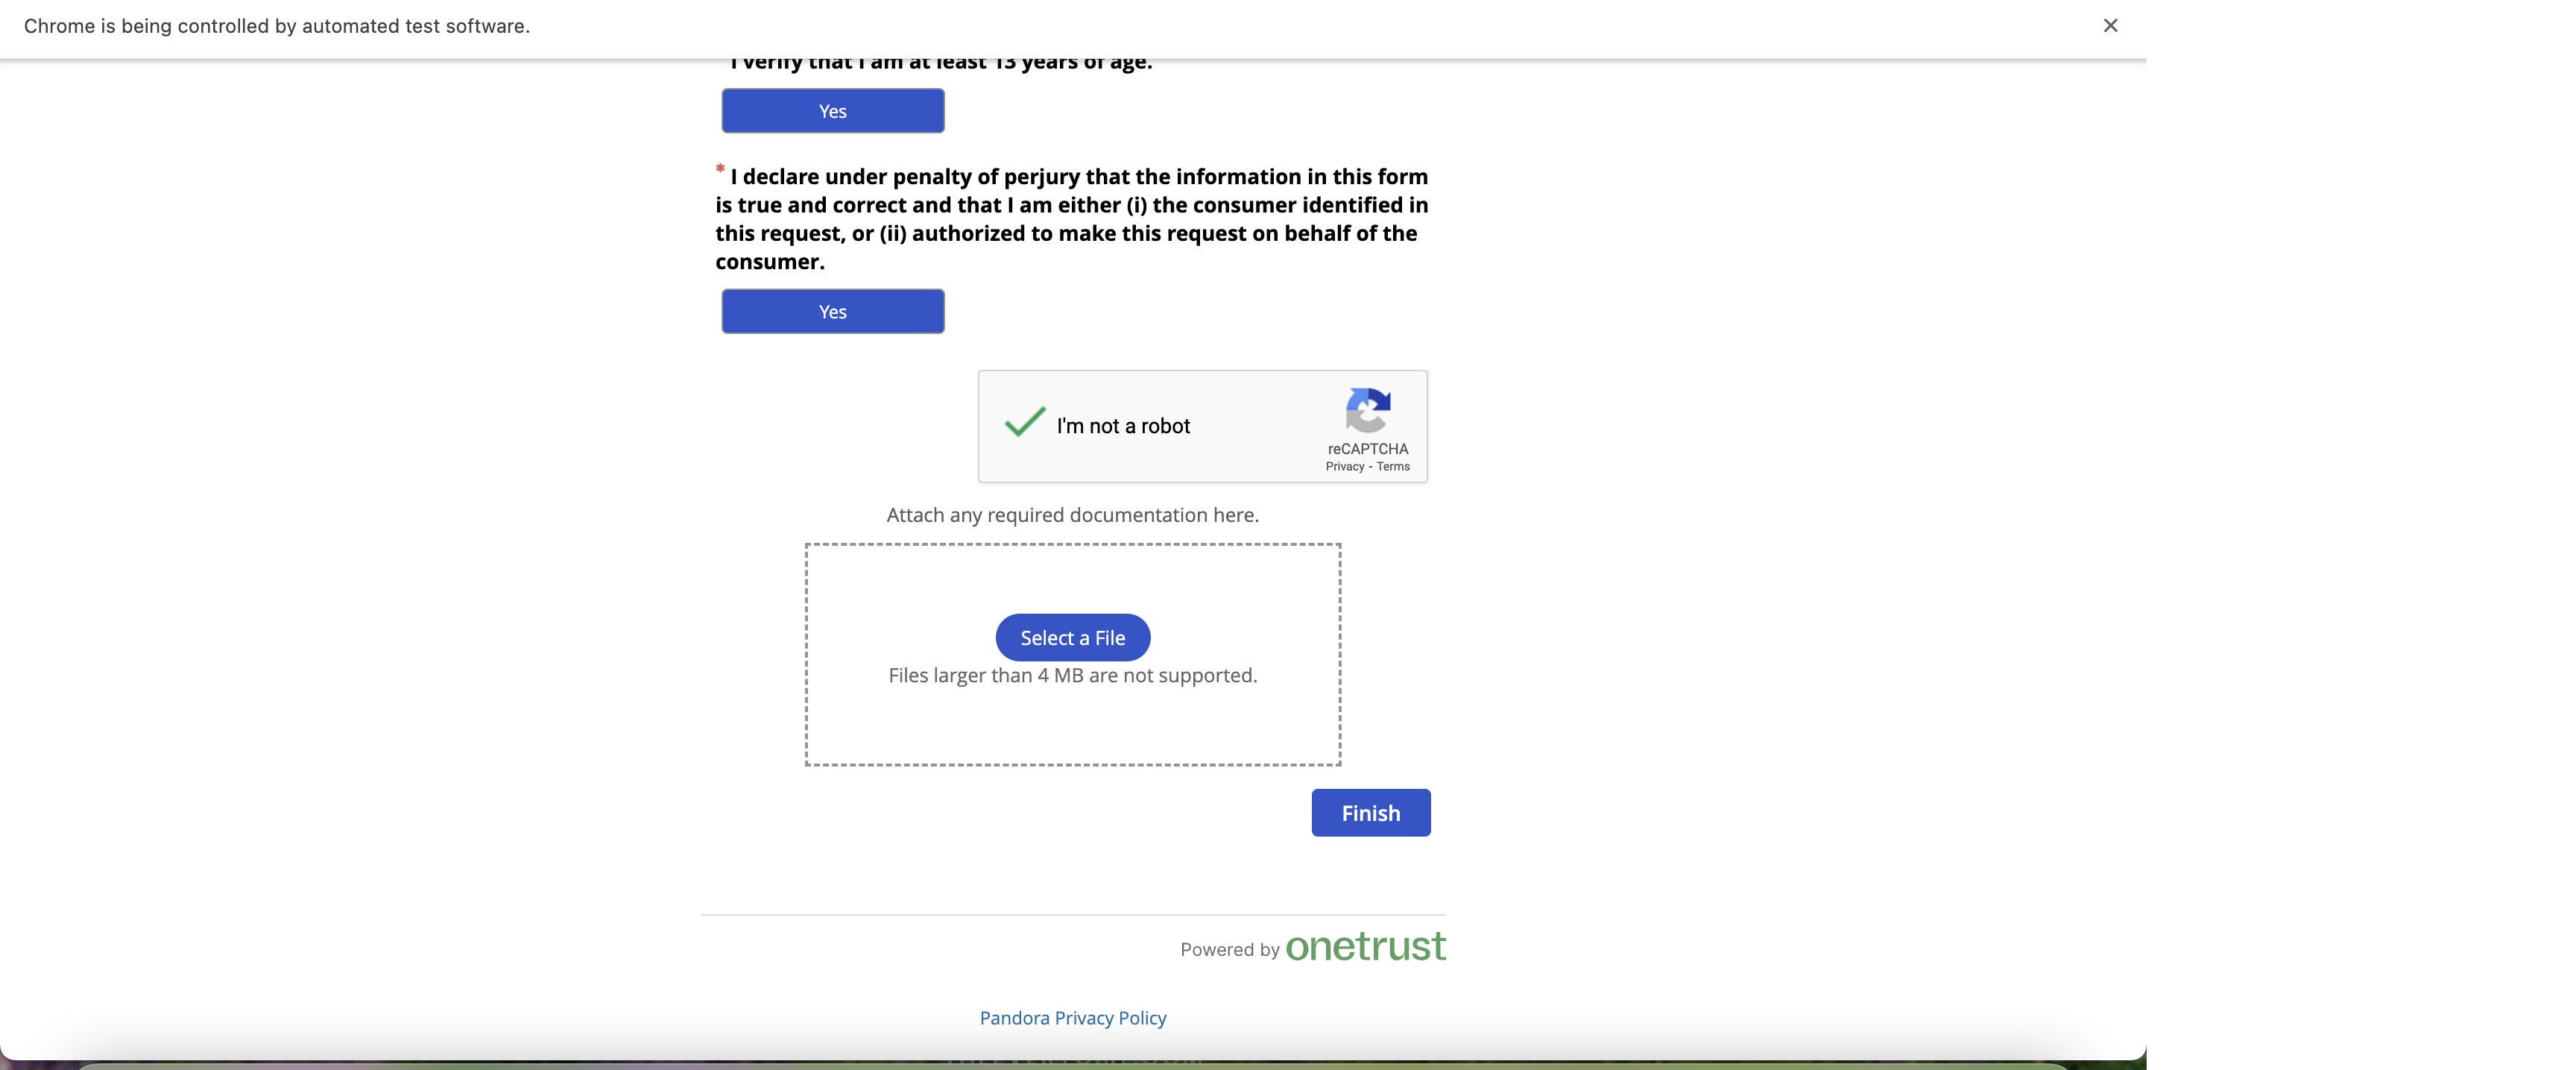 Chrome is being controlled by automated test software.
I verify that I am at least 13 years of age.
Yes
* I declare under penalty of perjury that the information in this form
is true and correct and that I am either (i) the consumer identified in
this request, or (ii) authorized to make this request on behalf of the
consumer.
Yes
I'm not a robot
reCAPTCHA
Privacy - Terms
Attach any required documentation here.
Select a File
Files larger than 4 MB are not supported.
Finish
Powered by onetrust
Pandora Privacy Policy